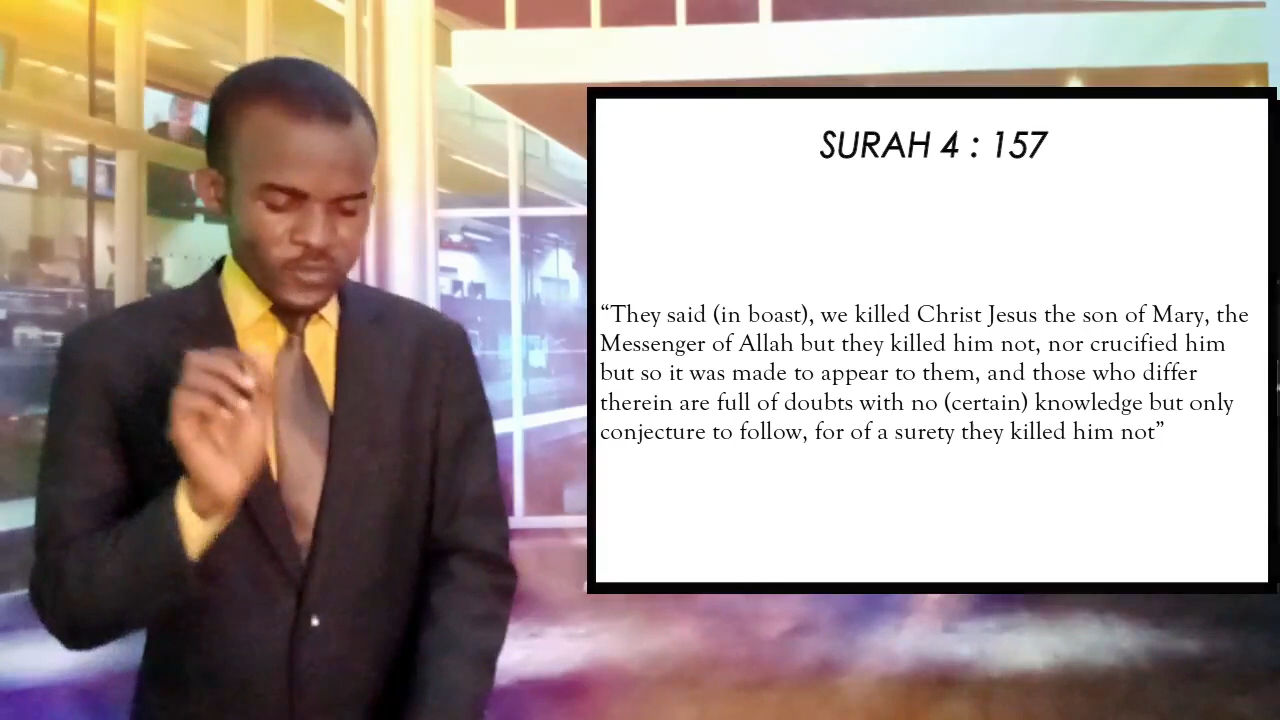 SURAH 4 : 157
“They said (in boast), we killed Christ Jesus the son of Mary, the
Messenger of Allah but they killed him not, nor crucified him
but so it was made to appear to them, and those who differ
therein are full of doubts with no (certain) knowledge but only
conjecture to follow, for of a surety they killed him not”